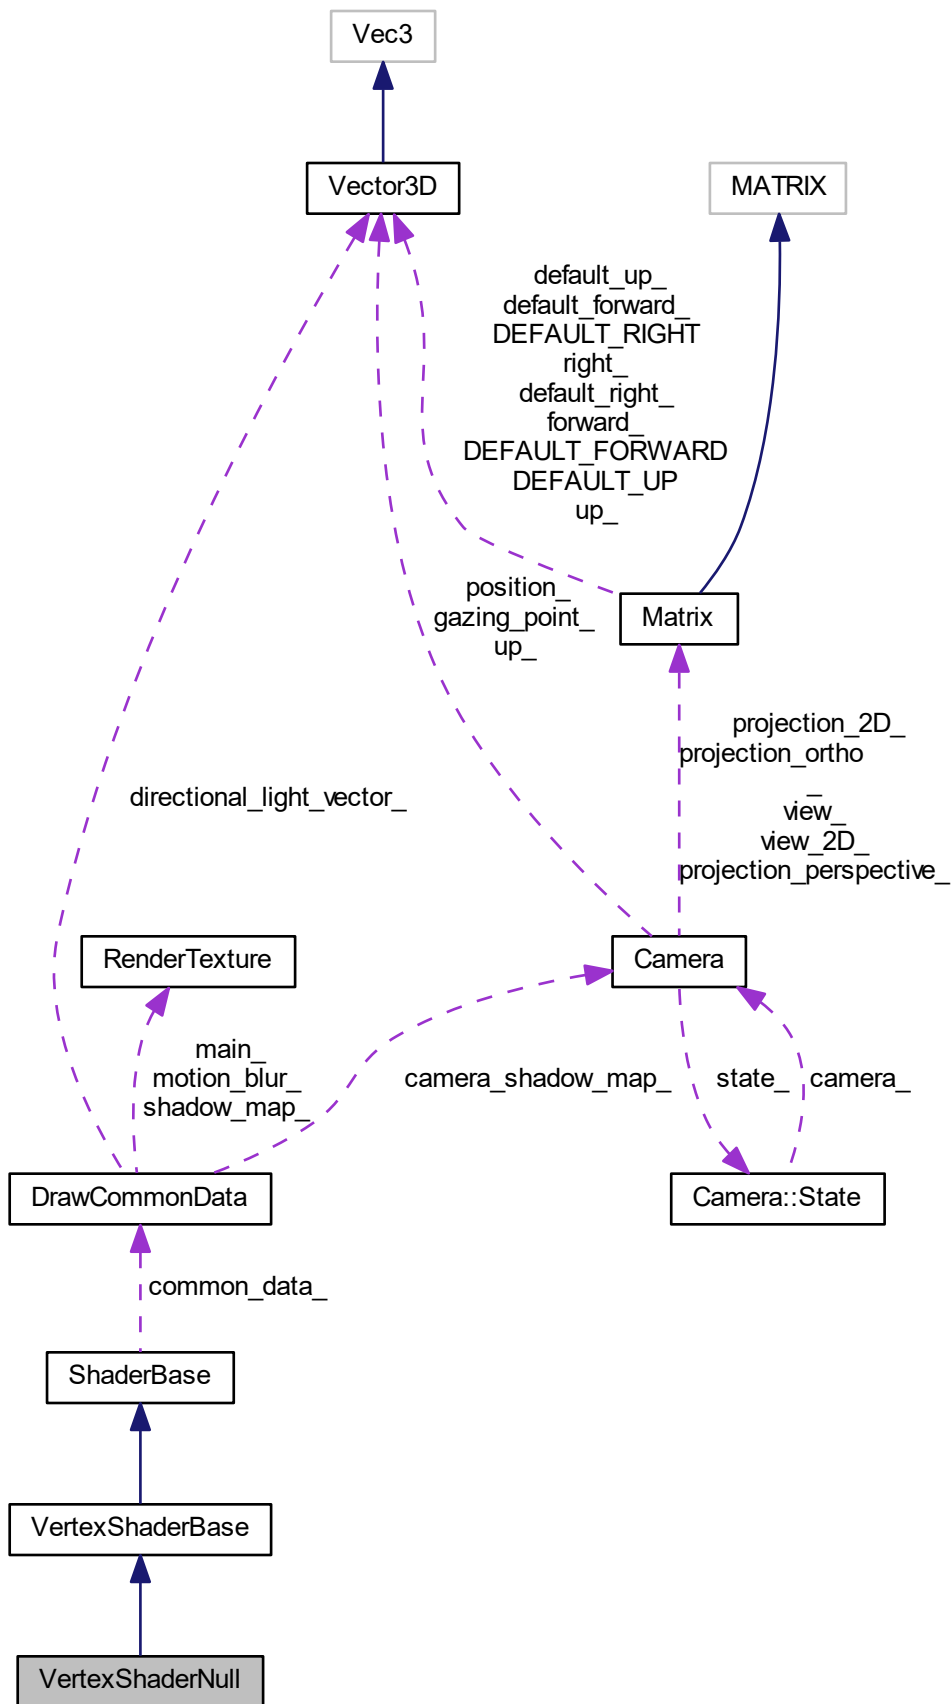 Vec3
Vector3D
MATRIX
default_up_
default_forward_
DEFAULT_RIGHT
right_
default_right_
forward_
DEFAULT_FORWARD
DEFAULT_UP
up_
position_
gazing_point_
up_
Matrix
projection_2D_
projection_ortho
_
view_
view_2D_
projection_perspective_
directional_light_vector_
RenderTexture
Camera
main_
motion_blur_
shadow_map_
camera_shadow_map_
state_
camera_
DrawCommonData
Camera::State
common_data_
ShaderBase
VertexShaderBase
VertexShaderNull